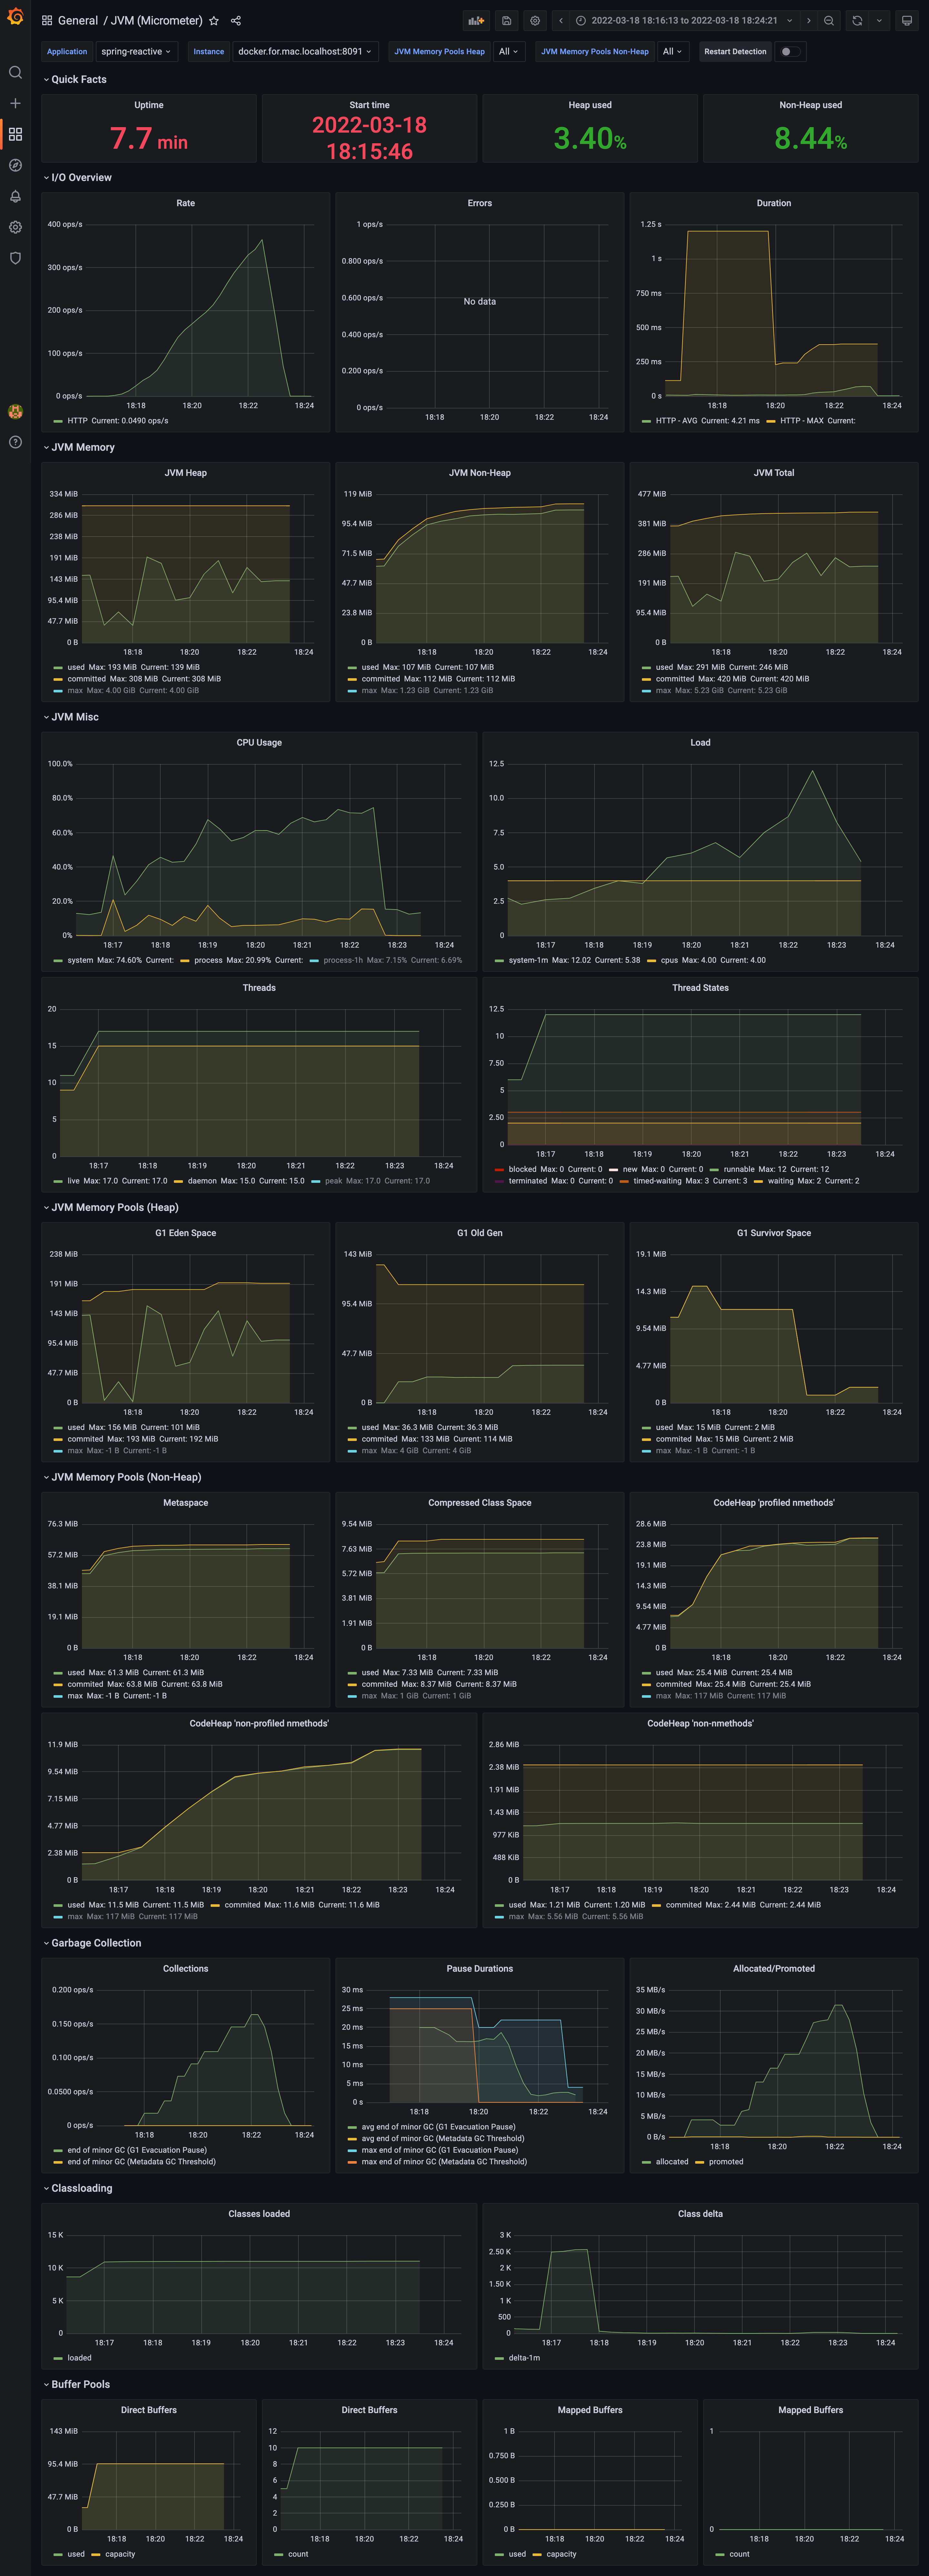 General / JVM (Micrometer)
2022-03-18 18:16:13 to 2022-03-18 18:24:21
Application spring-reactive Instance docker.for.mac.localhost:8091 JVM Memory Pools Heap All JVM Memory Pools Non-Heap All Restart Detection
Quick Facts
Uptime
7.7 min
Start time
2022-03-18
18:15:46
Heap used
3.40%
Non-Heap used
8.44%
I/O Overview
Rate
400 ops/s
300 ops/s
200 ops/s
100 ops/s
0 ops/s
18:18 18:20 18:22 18:24
HTTP Current: 0.0490 ops/s
Errors
1 ops/s
0.800 ops/s
0.600 ops/s
0.400 ops/s
0.200 ops/s
0 ops/s
No data
18:18 18:20 18:22 18:24
Duration
1.25 s
1 s
750 ms
500 ms
250 ms
0 s
18:18 18:20 18:22 18:24
HTTP - AVG Current: 4.21 ms HTTP - MAX Current:
JVM Memory
JVM Heap
334 MiB
286 MiB
238 MiB
191 MiB
143 MiB
95.4 MiB
47.7 MiB
0 B
18:18 18:20 18:22 18:24
used Max: 193 MiB Current: 139 MiB
committed Max: 308 MiB Current: 308 MiB
max Max: 4.00 GiB Current: 4.00 GiB
JVM Non-Heap
119 MiB
95.4 MiB
71.5 MiB
47.7 MiB
23.8 MiB
0 B
18:18 18:20 18:22 18:24
used Max: 107 MiB Current: 107 MiB
committed Max: 112 MiB Current: 112 MiB
max Max: 1.23 GiB Current: 1.23 GiB
JVM Total
477 MiB
381 MiB
286 MiB
191 MiB
95.4 MiB
0 B
18:18 18:20 18:22 18:24
used Max: 291 MiB Current: 246 MiB
committed Max: 420 MiB Current: 420 MiB
max Max: 5.23 GiB Current: 5.23 GiB
JVM Misc
CPU Usage
100.0%
80.0%
60.0%
40.0%
20.0%
0%
18:17 18:18 18:19 18:20 18:21 18:22 18:23 18:24
system Max: 74.60% Current: process Max: 20.99% Current: process-1h Max: 7.15% Current: 6.69%
Load
12.5
10.0
7.5
5.0
2.5
0
18:17 18:18 18:19 18:20 18:21 18:22 18:23 18:24
system-1m Max: 12.02 Current: 5.38 cpus Max: 4.00 Current: 4.00
Threads
20
15
10
5
0
18:17 18:18 18:19 18:20 18:21 18:22 18:23 18:24
live Max: 17.0 Current: 17.0 daemon Max: 15.0 Current: 15.0 peak Max: 17.0 Current: 17.0
Thread States
12.5
10
7.50
5
2.50
0
18:17 18:18 18:19 18:20 18:21 18:22 18:23 18:24
blocked Max: 0 Current: 0 new Max: 0 Current: 0 runnable Max: 12 Current: 12
terminated Max: 0 Current: 0 timed-waiting Max: 3 Current: 3 waiting Max: 2 Current: 2
JVM Memory Pools (Heap)
G1 Eden Space
238 MiB
191 MiB
143 MiB
95.4 MiB
47.7 MiB
0 B
18:18 18:20 18:22 18:24
used Max: 156 MiB Current: 101 MiB
commited Max: 193 MiB Current: 192 MiB
max Max: -1 B Current: -1 B
G1 Old Gen
143 MiB
95.4 MiB
47.7 MiB
0 B
18:18 18:20 18:22 18:24
used Max: 36.3 MiB Current: 36.3 MiB
commited Max: 133 MiB Current: 114 MiB
max Max: 4 GiB Current: 4 GiB
G1 Survivor Space
19.1 MiB
14.3 MiB
9.54 MiB
4.77 MiB
0 B
18:18 18:20 18:22 18:24
used Max: 15 MiB Current: 2 MiB
commited Max: 15 MiB Current: 2 MiB
max Max: -1 B Current: -1 B
JVM Memory Pools (Non-Heap)
Metaspace
76.3 MiB
57.2 MiB
38.1 MiB
19.1 MiB
0 B
18:18 18:20 18:22 18:24
used Max: 61.3 MiB Current: 61.3 MiB
commited Max: 63.8 MiB Current: 63.8 MiB
max Max: -1 B Current: -1 B
Compressed Class Space
9.54 MiB
7.63 MiB
5.72 MiB
3.81 MiB
1.91 MiB
0 B
18:18 18:20 18:22 18:24
used Max: 7.33 MiB Current: 7.33 MiB
commited Max: 8.37 MiB Current: 8.37 MiB
max Max: 1 GiB Current: 1 GiB
CodeHeap 'profiled nmethods'
28.6 MiB
23.8 MiB
19.1 MiB
14.3 MiB
9.54 MiB
4.77 MiB
0 B
18:18 18:20 18:22 18:24
used Max: 25.4 MiB Current: 25.4 MiB
commited Max: 25.4 MiB Current: 25.4 MiB
max Max: 117 MiB Current: 117 MiB
CodeHeap 'non-profiled nmethods'
11.9 MiB
9.54 MiB
7.15 MiB
4.77 MiB
2.38 MiB
0 B
18:17 18:18 18:19 18:20 18:21 18:22 18:23 18:24
used Max: 11.5 MiB Current: 11.5 MiB commited Max: 11.6 MiB Current: 11.6 MiB
max Max: 117 MiB Current: 117 MiB
CodeHeap 'non-nmethods'
2.86 MiB
2.38 MiB
1.91 MiB
1.43 MiB
977 KiB
488 KiB
0 B
18:17 18:18 18:19 18:20 18:21 18:22 18:23 18:24
used Max: 1.21 MiB Current: 1.20 MiB commited Max: 2.44 MiB Current: 2.44 MiB
max Max: 5.56 MiB Current: 5.56 MiB
Garbage Collection
Collections
0.200 ops/s
0.150 ops/s
0.100 ops/s
0.0500 ops/s
0 ops/s
18:18 18:20 18:22 18:24
end of minor GC (G1 Evacuation Pause)
end of minor GC (Metadata GC Threshold)
Pause Durations
30 ms
25 ms
20 ms
15 ms
10 ms
5 ms
0 s
18:18 18:20 18:22 18:24
avg end of minor GC (G1 Evacuation Pause)
avg end of minor GC (Metadata GC Threshold)
max end of minor GC (G1 Evacuation Pause)
max end of minor GC (Metadata GC Threshold)
Allocated/Promoted
35 MB/s
30 MB/s
25 MB/s
20 MB/s
15 MB/s
10 MB/s
5 MB/s
0 B/s
18:18 18:20 18:22 18:24
allocated promoted
Classloading
Classes loaded
15 K
10 K
5 K
0
18:17 18:18 18:19 18:20 18:21 18:22 18:23 18:24
loaded
Class delta
3 K
2.50 K
2 K
1.50 K
1 K
500
0
18:17 18:18 18:19 18:20 18:21 18:22 18:23 18:24
delta-1m
Buffer Pools
Direct Buffers
143 MiB
95.4 MiB
47.7 MiB
0 B
18:18 18:20 18:22 18:24
used capacity
Direct Buffers
12
10
8
6
4
2
0
18:18 18:20 18:22 18:24
count
Mapped Buffers
1 B
0.750 B
0.500 B
0.250 B
0 B
18:18 18:20 18:22 18:24
used capacity
Mapped Buffers
1
0
18:18 18:20 18:22 18:24
count